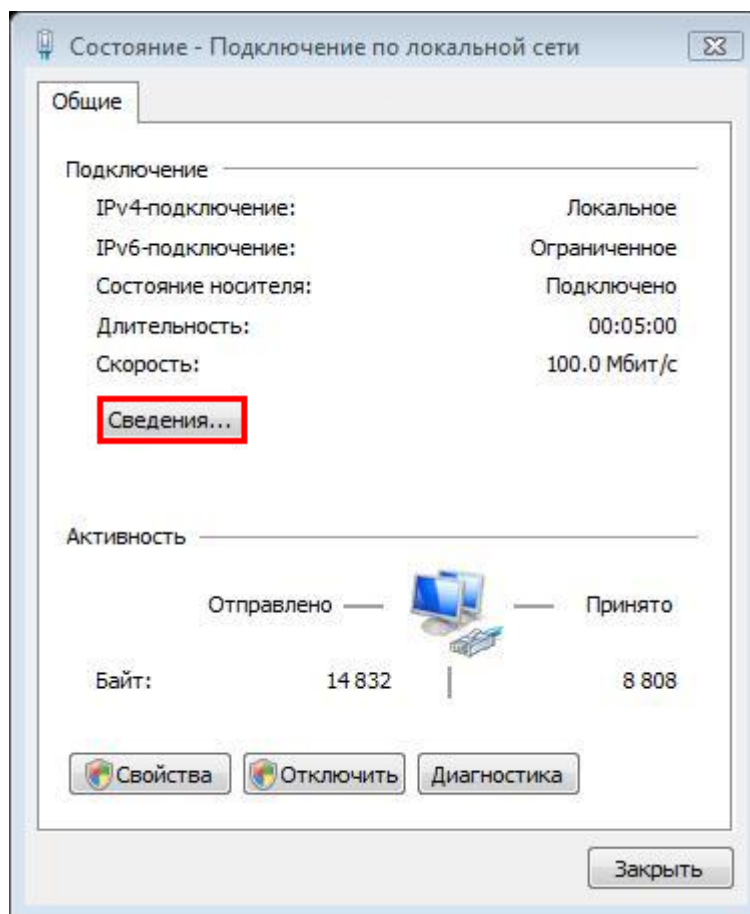 Состояние - Подключение по локальной сети
Общие
Подключение
IPv4-подключение: Локальное
IPv6-подключение: Ограниченное
Состояние носителя: Подключено
Длительность: 00:05:00
Скорость: 100.0 Мбит/с
Сведения...
Активность
Отправлено — Принято
Байт: 14 832 8 808
Свойства Отключить Диагностика
Закрыть